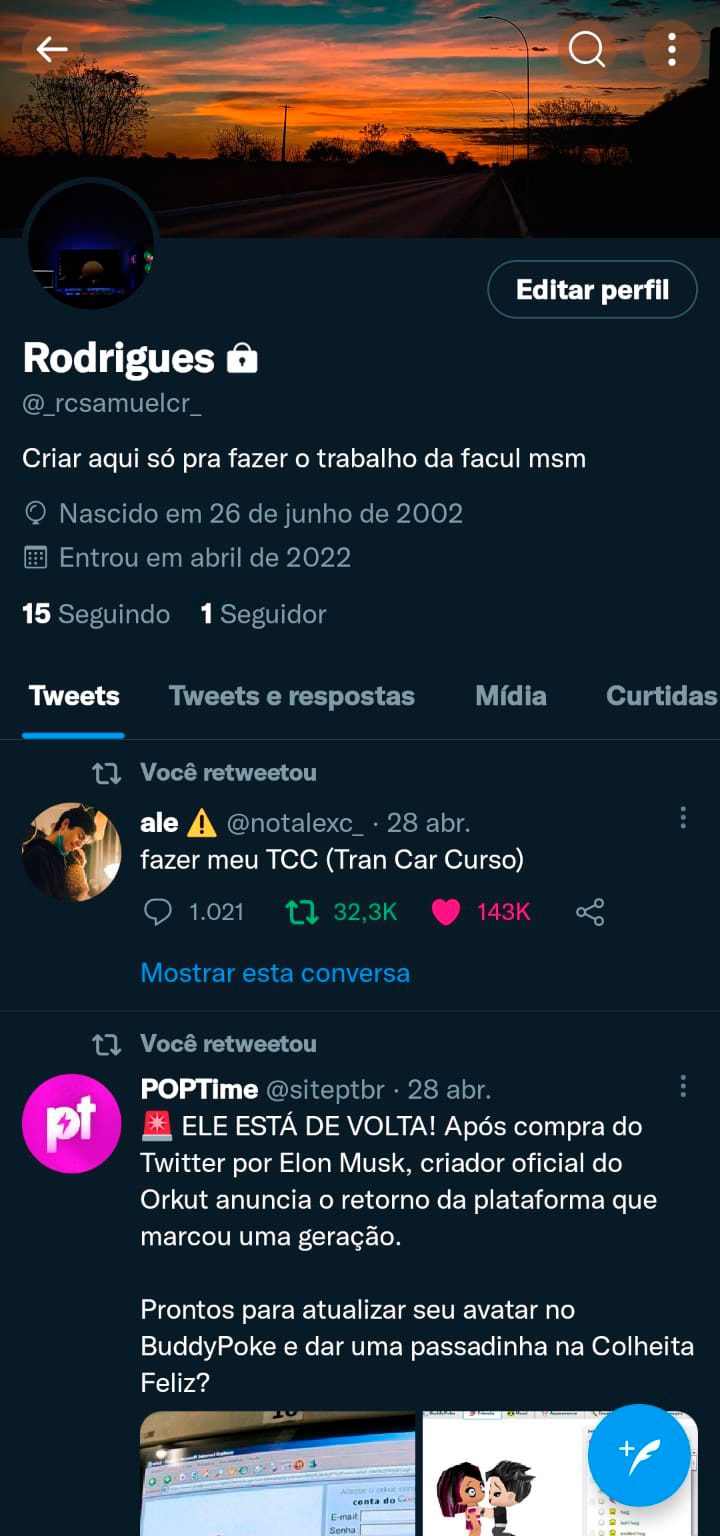 Editar perfil
Rodrigues
@_rcsamuelcr_
Criar aqui só pra fazer o trabalho da facul msm
Nascido em 26 de junho de 2002
Entrou em abril de 2022
15 Seguindo 1 Seguidor
Tweets Tweets e respostas Mídia Curtidas
Você retweetou
ale ⚠️ @notalexc_ · 28 abr.
fazer meu TCC (Tran Car Curso)
1.021 32,3K 143K
Mostrar esta conversa
Você retweetou
POPTime @siteptbr · 28 abr.
pt
🚨 ELE ESTÁ DE VOLTA! Após compra do
Twitter por Elon Musk, criador oficial do
Orkut anuncia o retorno da plataforma que
marcou uma geração.
Prontos para atualizar seu avatar no
BuddyPoke e dar uma passadinha na Colheita
Feliz?
Acesse o orkut com
conta do Goo
E-mail:
Senha: